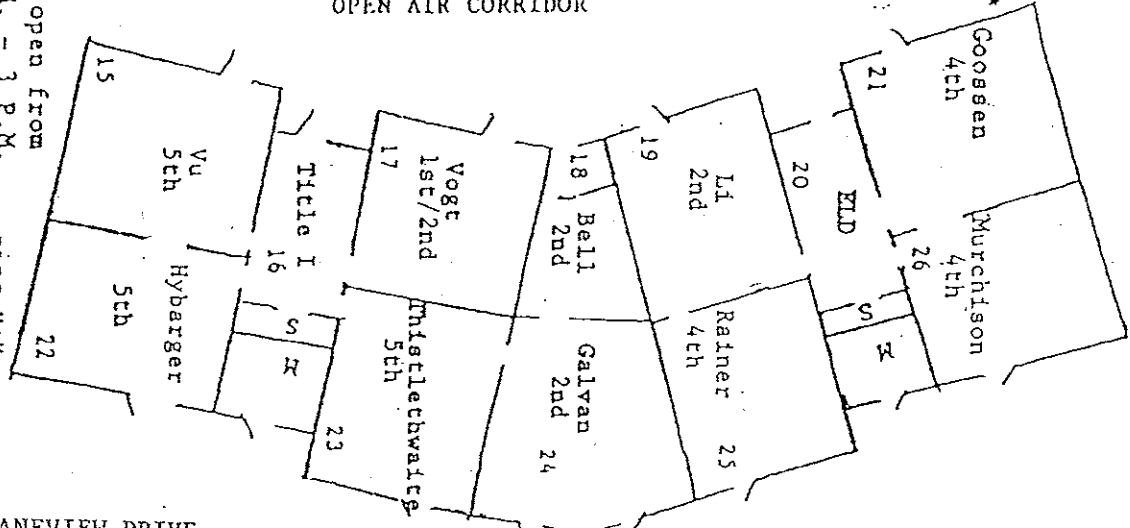 OPEN AIR CORRIDOR
open from
- 3 P.M.
15
Vu
5th
Title I
16
17
Vogt
1st/2nd
18
Bell
2nd
19
Li
2nd
20
ELD
21
Goossen
4th
Murchison
4th
26
Hybarger
5th
22
S
W
Thistlethwaite
5th
23
Galvan
2nd
24
Rainer
4th
25
S
W
ANEVIEW DRIVE